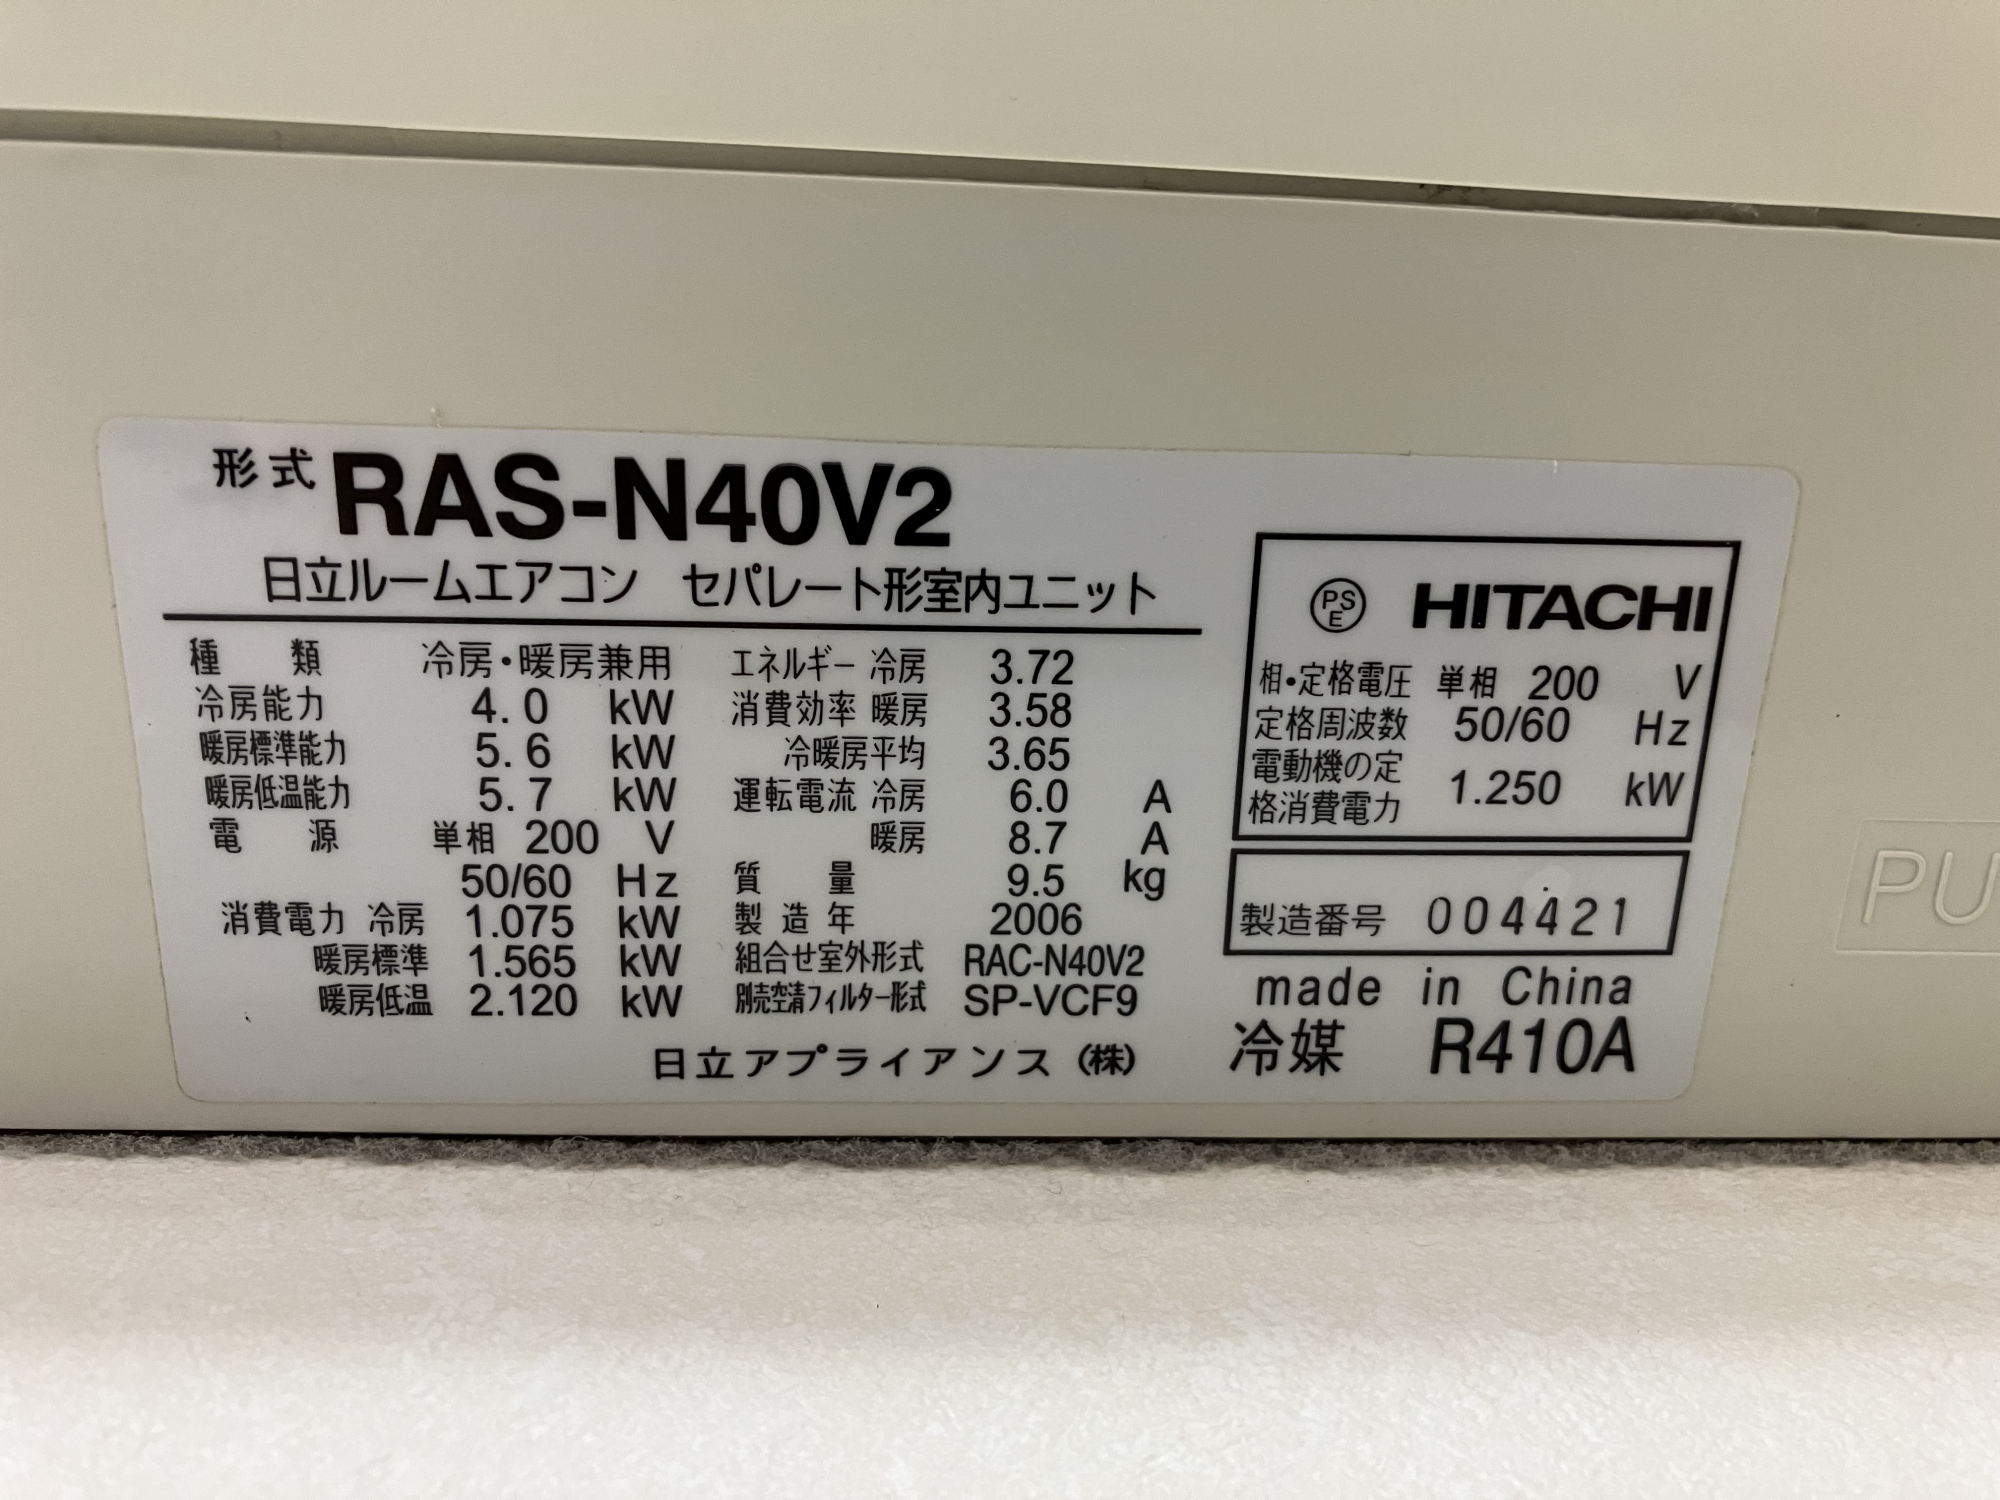 形式 RAS-N40V2
日立ルームエアコン セパレート形室内ユニット
種 類 冷房・暖房兼用
冷房能力 4.0 kW
暖房標準能力 5.6 kW
暖房低温能力 5.7 kW
電 源 単相 200 V
50/60 Hz
消費電力 冷房 1.075 kW
暖房標準 1.565 kW
暖房低温 2.120 kW
エネルギー 冷房 3.72
消費効率 暖房 3.58
冷暖房平均 3.65
運転電流 冷房 6.0 A
暖房 8.7 A
質 量 9.5 kg
製 造 年 2006
組合せ室外形式 RAC-N40V2
別売空清フィルター形式 SP-VCF9
日立アプライアンス(株)
PSE HITACHI
相・定格電圧 単相 200 V
定格周波数 50/60 Hz
電動機の定
格消費電力 1.250 kW
製造番号 004421
made in China
冷媒 R410A
PU